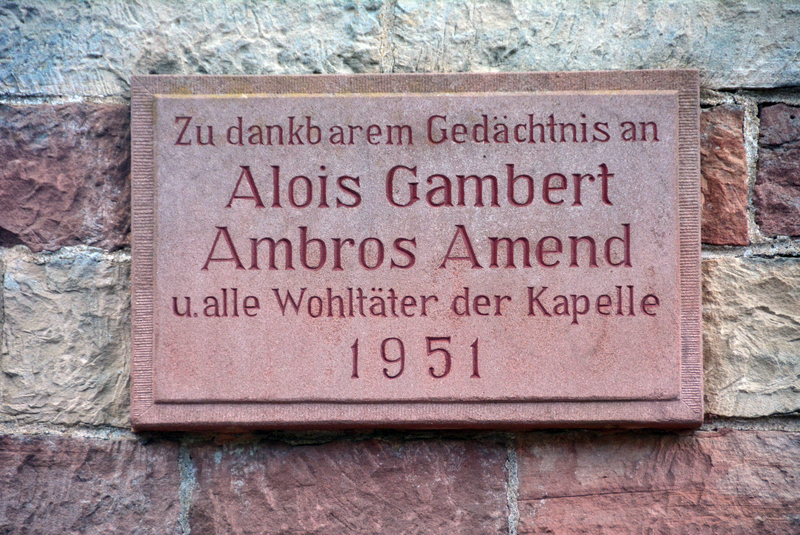 Zu dankbarem Gedächtnis an
Alois Gambert
Ambros Amend
u. alle Wohltäter der Kapelle
1951